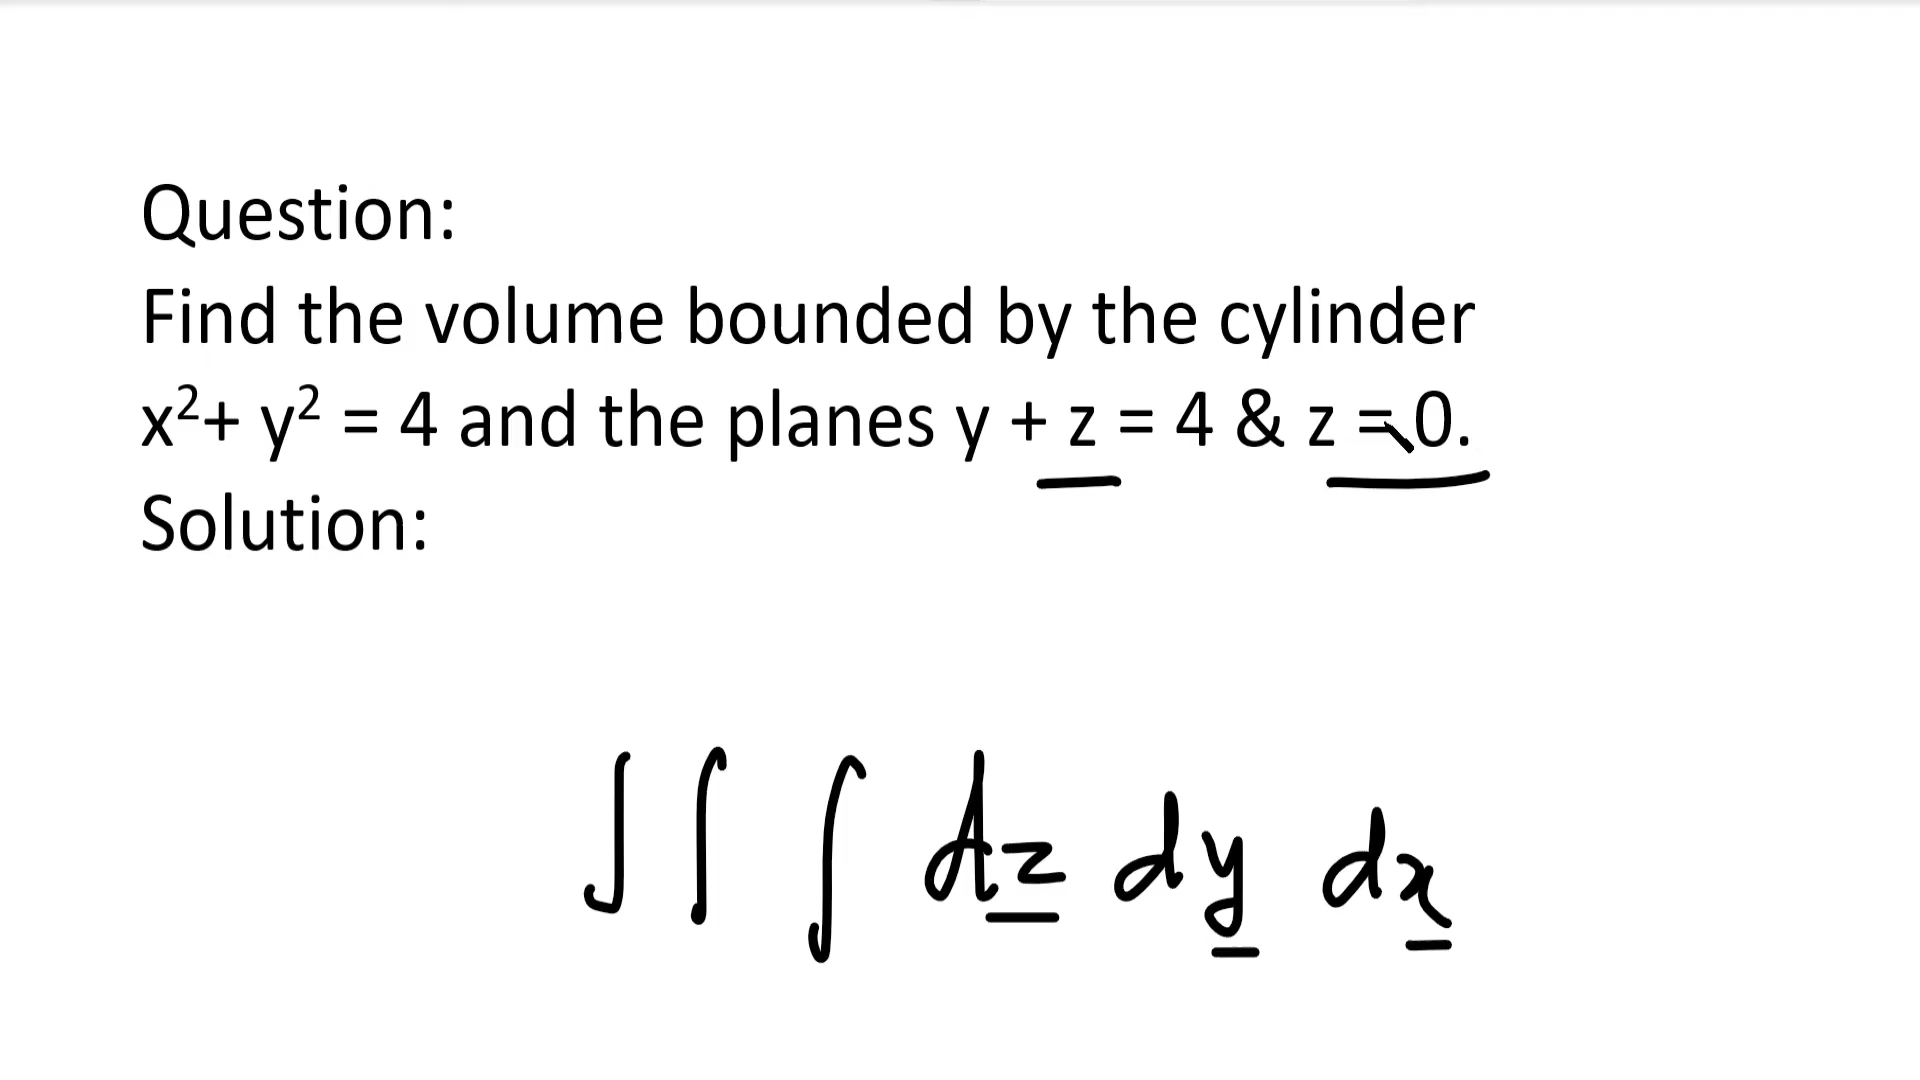 Question:
Find the volume bounded by the cylinder
x²+ y² = 4 and the planes y + z = 4 & z = 0.
Solution:
∫ ∫ ∫ dz dy dx